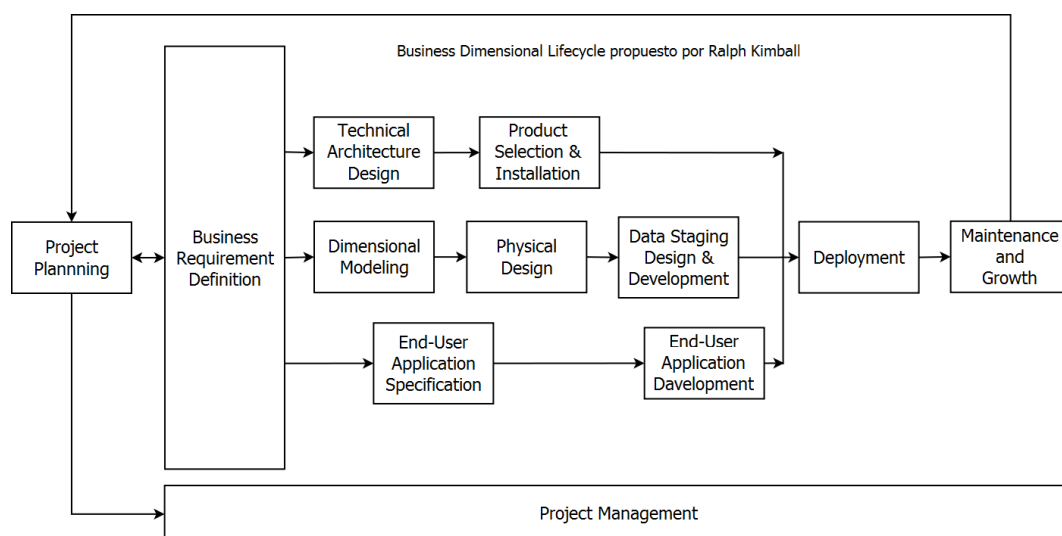 Business Dimensional Lifecycle propuesto por Ralph Kimball
Technical
Architecture
Design
Product
Selection &
Installation
Project
Plannning
Business
Requirement
Definition
Dimensional
Modeling
Physical
Design
Data Staging
Design &
Development
Deployment
Maintenance
and
Growth
End-User
Application
Specification
End-User
Application
Davelopment
Project Management